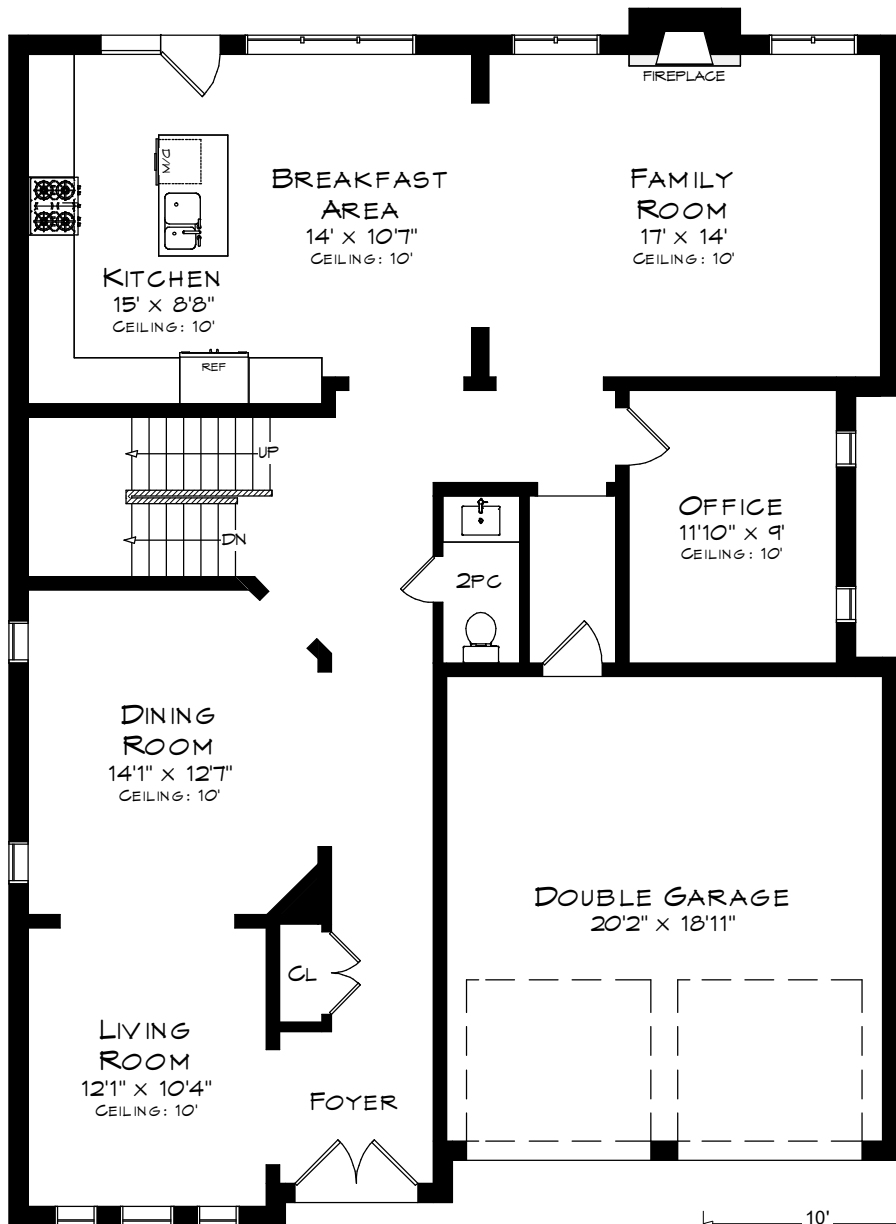 FIREPLACE
D/W
BREAKFAST
AREA
14' x 10'7"
CEILING: 10'
FAMILY
ROOM
17' x 14'
CEILING: 10'
KITCHEN
15' x 8'8"
CEILING: 10'
REF
UP
DN
OFFICE
11'10" x 9'
CEILING: 10'
2PC
DINING
ROOM
14'1" x 12'7"
CEILING: 10'
DOUBLE GARAGE
20'2" x 18'11"
CL
LIVING
ROOM
12'1" x 10'4"
CEILING: 10'
FOYER
10'